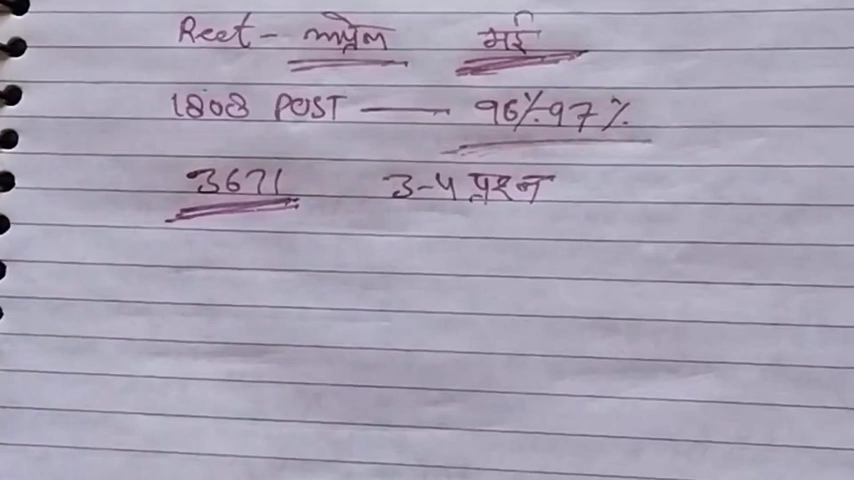 Reet - अप्रैल मई
1808 POST — 96%97%
3671 3-4 प्रश्न